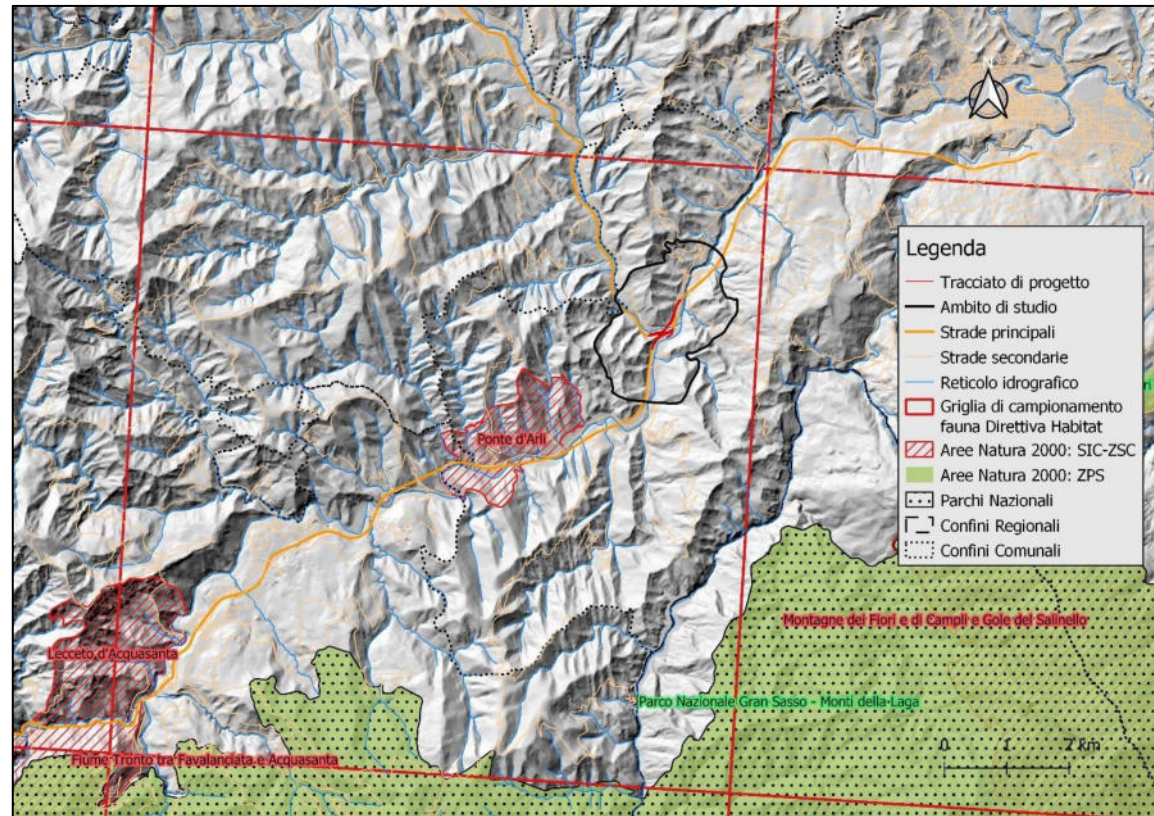 N
Legenda
Tracciato di progetto
Ambito di studio
Strade principali
Strade secondarie
Reticolo idrografico
Griglia di campionamento
fauna Direttiva Habitat
Aree Natura 2000: SIC-ZSC
Aree Natura 2000: ZPS
Parchi Nazionali
Confini Regionali
Confini Comunali
Ponte d'Arli
Montagne dei Fiori e di Campli e Gole del Salinello
Lecceto d'Acquasanta
Parco Nazionale Gran Sasso - Monti della Laga
Fiume Tronto tra Favalanciata e Acquasanta
0 1 2 km